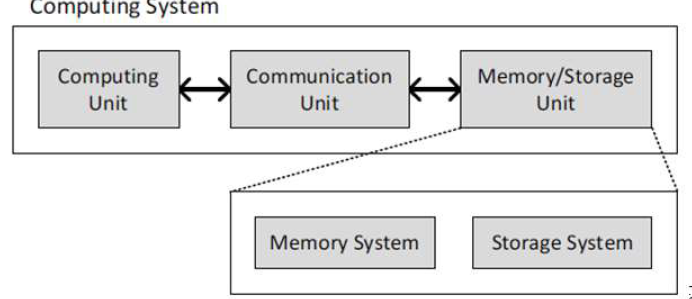 Computing System
Computing
Unit
Communication
Unit
Memory/Storage
Unit
Memory System
Storage System